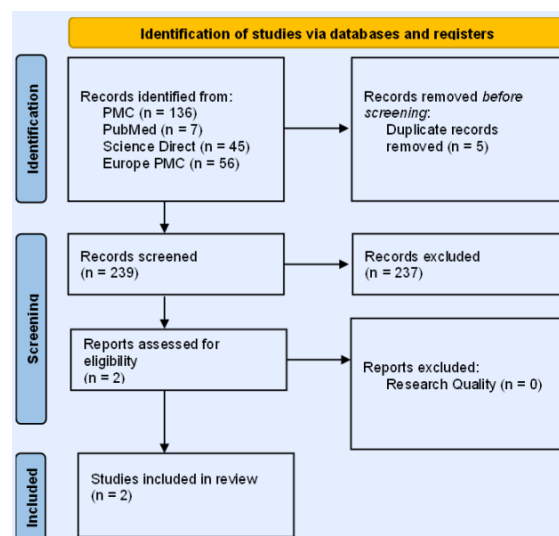 Identification of studies via databases and registers
Identification
Records identified from:
PMC (n = 136)
PubMed (n = 7)
Science Direct (n = 45)
Europe PMC (n = 56)
Records removed before
screening:
Duplicate records
removed (n = 5)
Screening
Records screened
(n = 239)
Records excluded
(n = 237)
Reports assessed for
eligibility
(n = 2)
Reports excluded:
Research Quality (n = 0)
Included
Studies included in review
(n = 2)